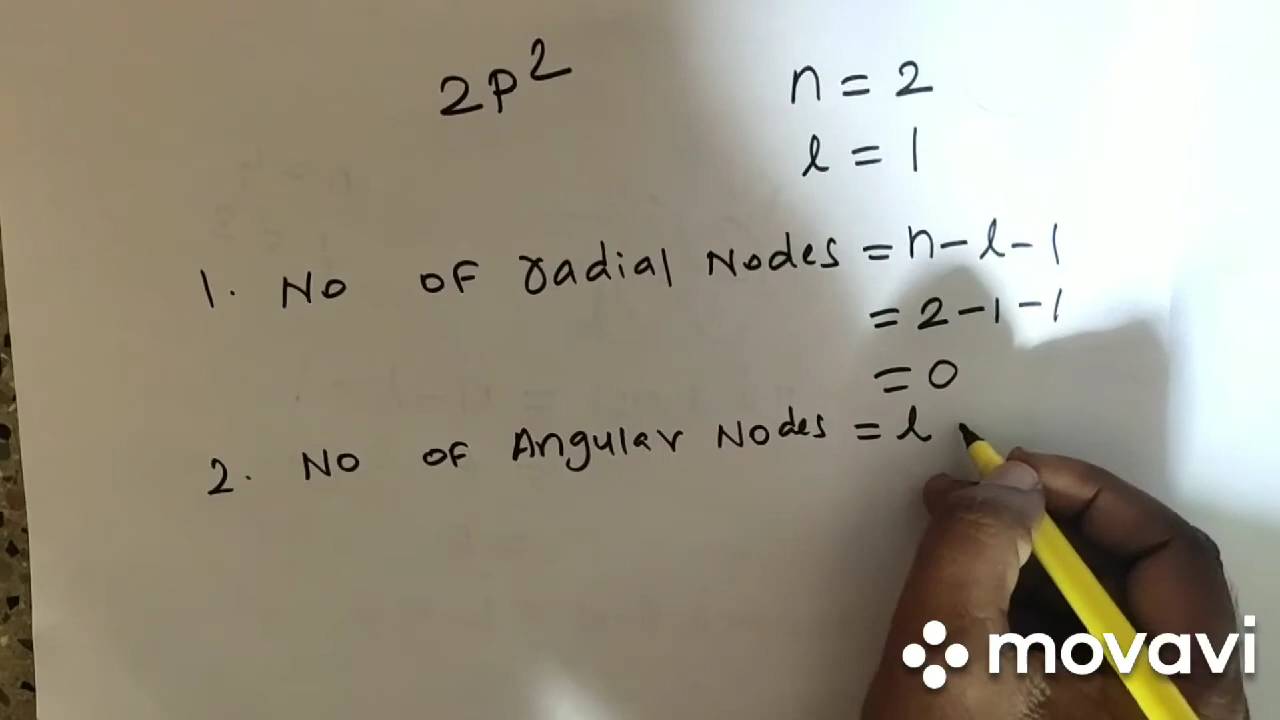 2p²
n = 2
l = 1
1. No of radial Nodes = n - l - 1
= 2 - 1 - 1
= 0
2. No of Angular Nodes = l
movavi